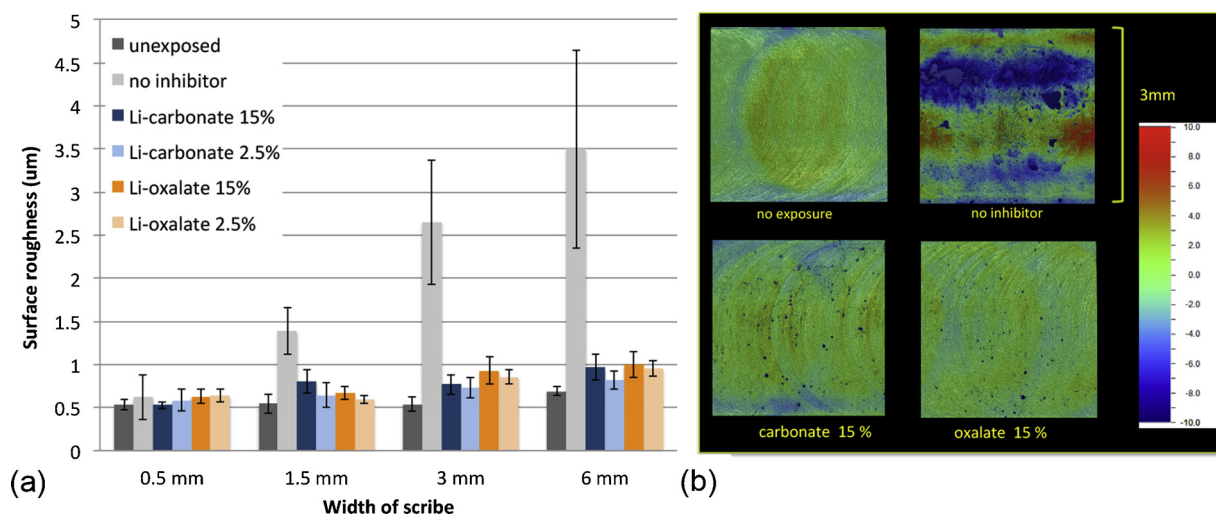 5
4.5
4
3.5
3
2.5
2
1.5
1
0.5
0
Surface roughness (um)
unexposed
no inhibitor
Li-carbonate 15%
Li-carbonate 2.5%
Li-oxalate 15%
Li-oxalate 2.5%
0.5 mm 1.5 mm 3 mm 6 mm
Width of scribe
(a)
no exposure no inhibitor
3mm
carbonate 15 % oxalate 15 %
10.0
8.0
6.0
4.0
2.0
0.0
-2.0
-4.0
-6.0
-8.0
-10.0
(b)